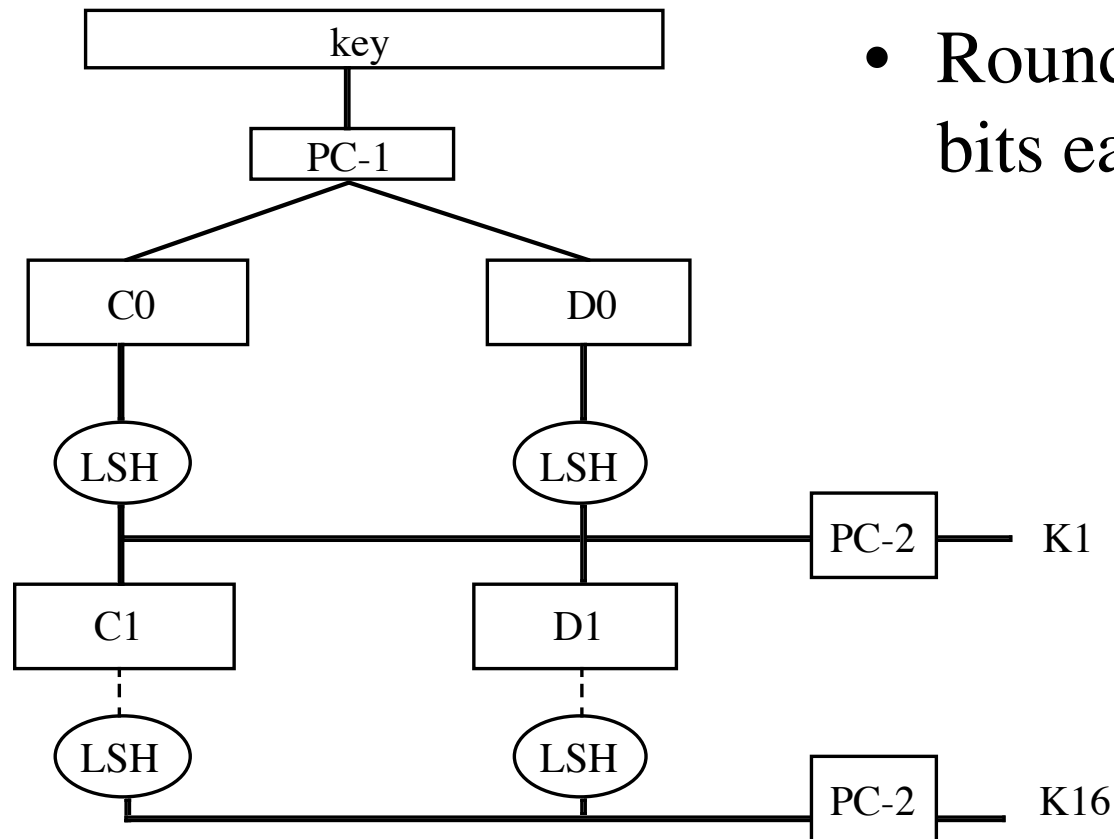 key
PC-1
C0
D0
LSH
LSH
PC-2
K1
C1
D1
LSH
LSH
PC-2
K16
• Round
bits ea